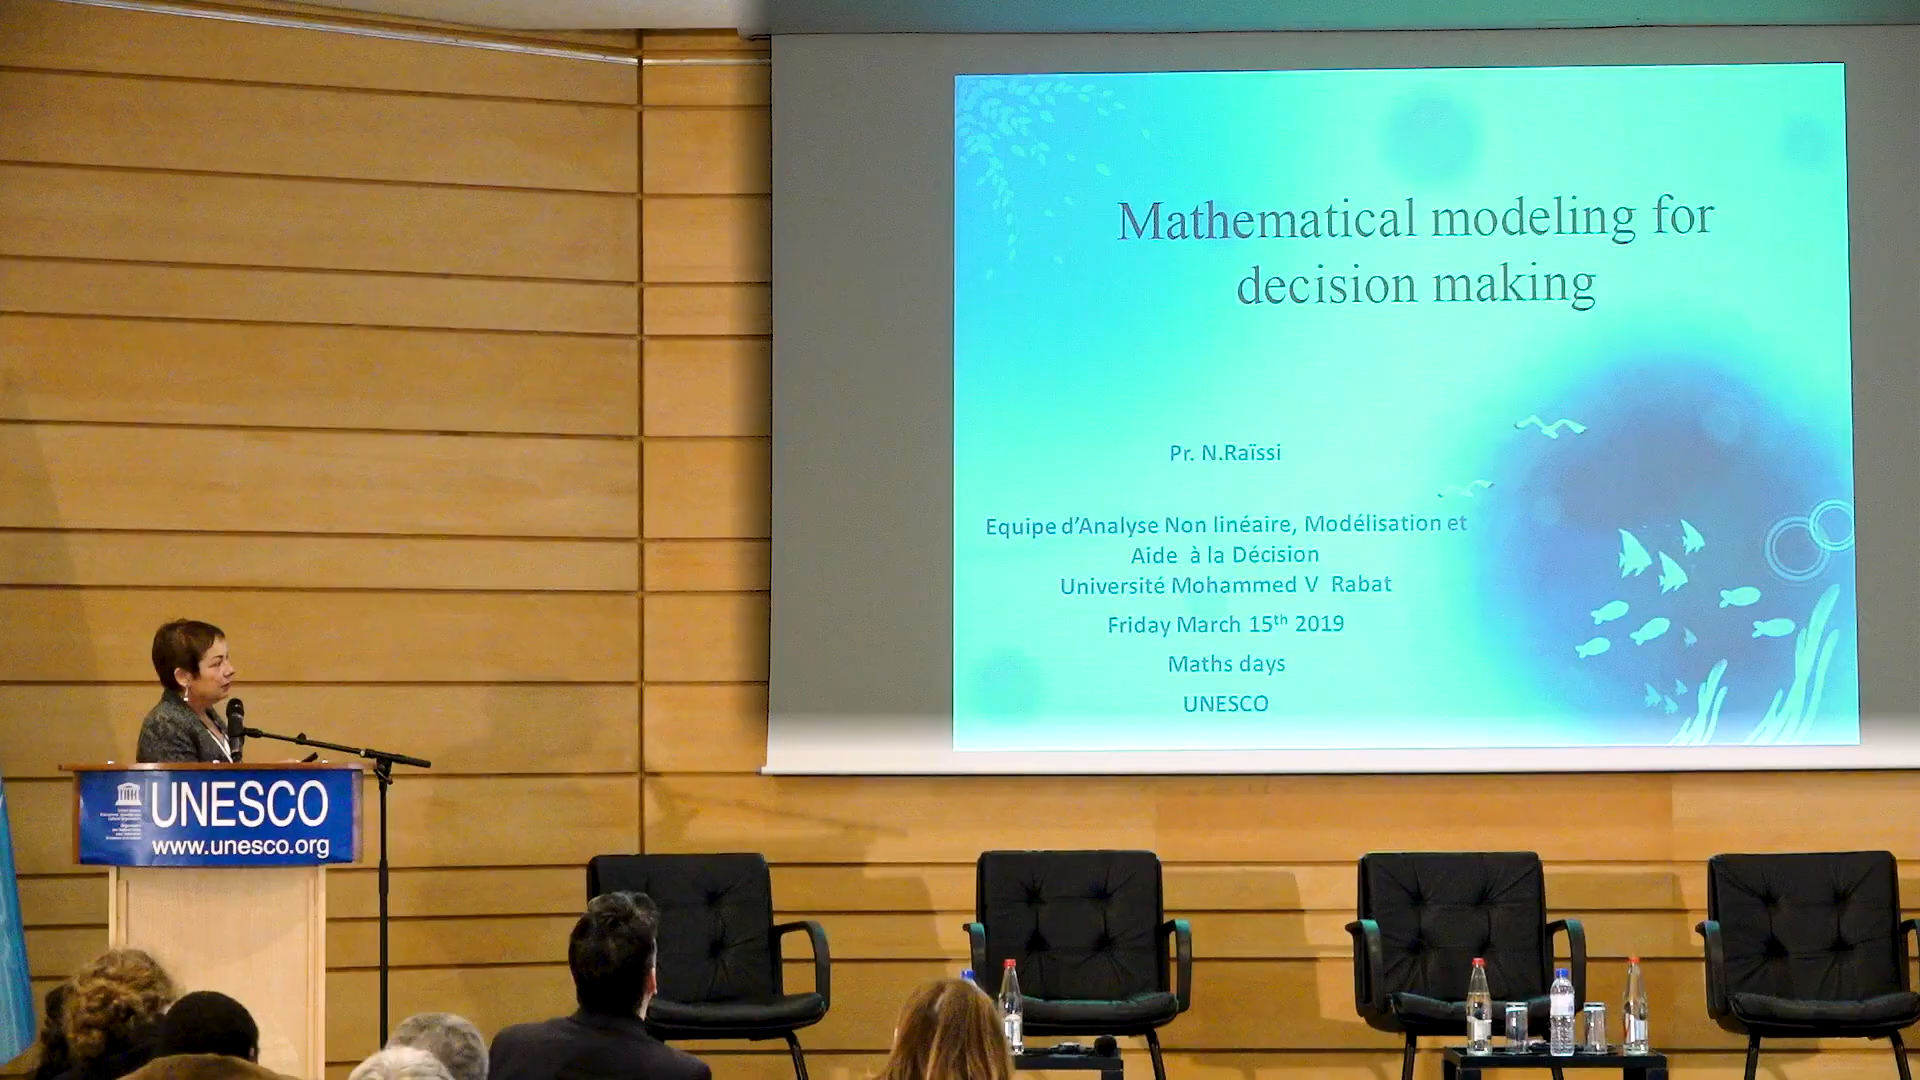 Mathematical modeling for
decision making
Pr. N.Raïssi
Equipe d'Analyse Non linéaire, Modélisation et
Aide à la Décision
Université Mohammed V Rabat
Friday March 15th 2019
Maths days
UNESCO
UNESCO
www.unesco.org